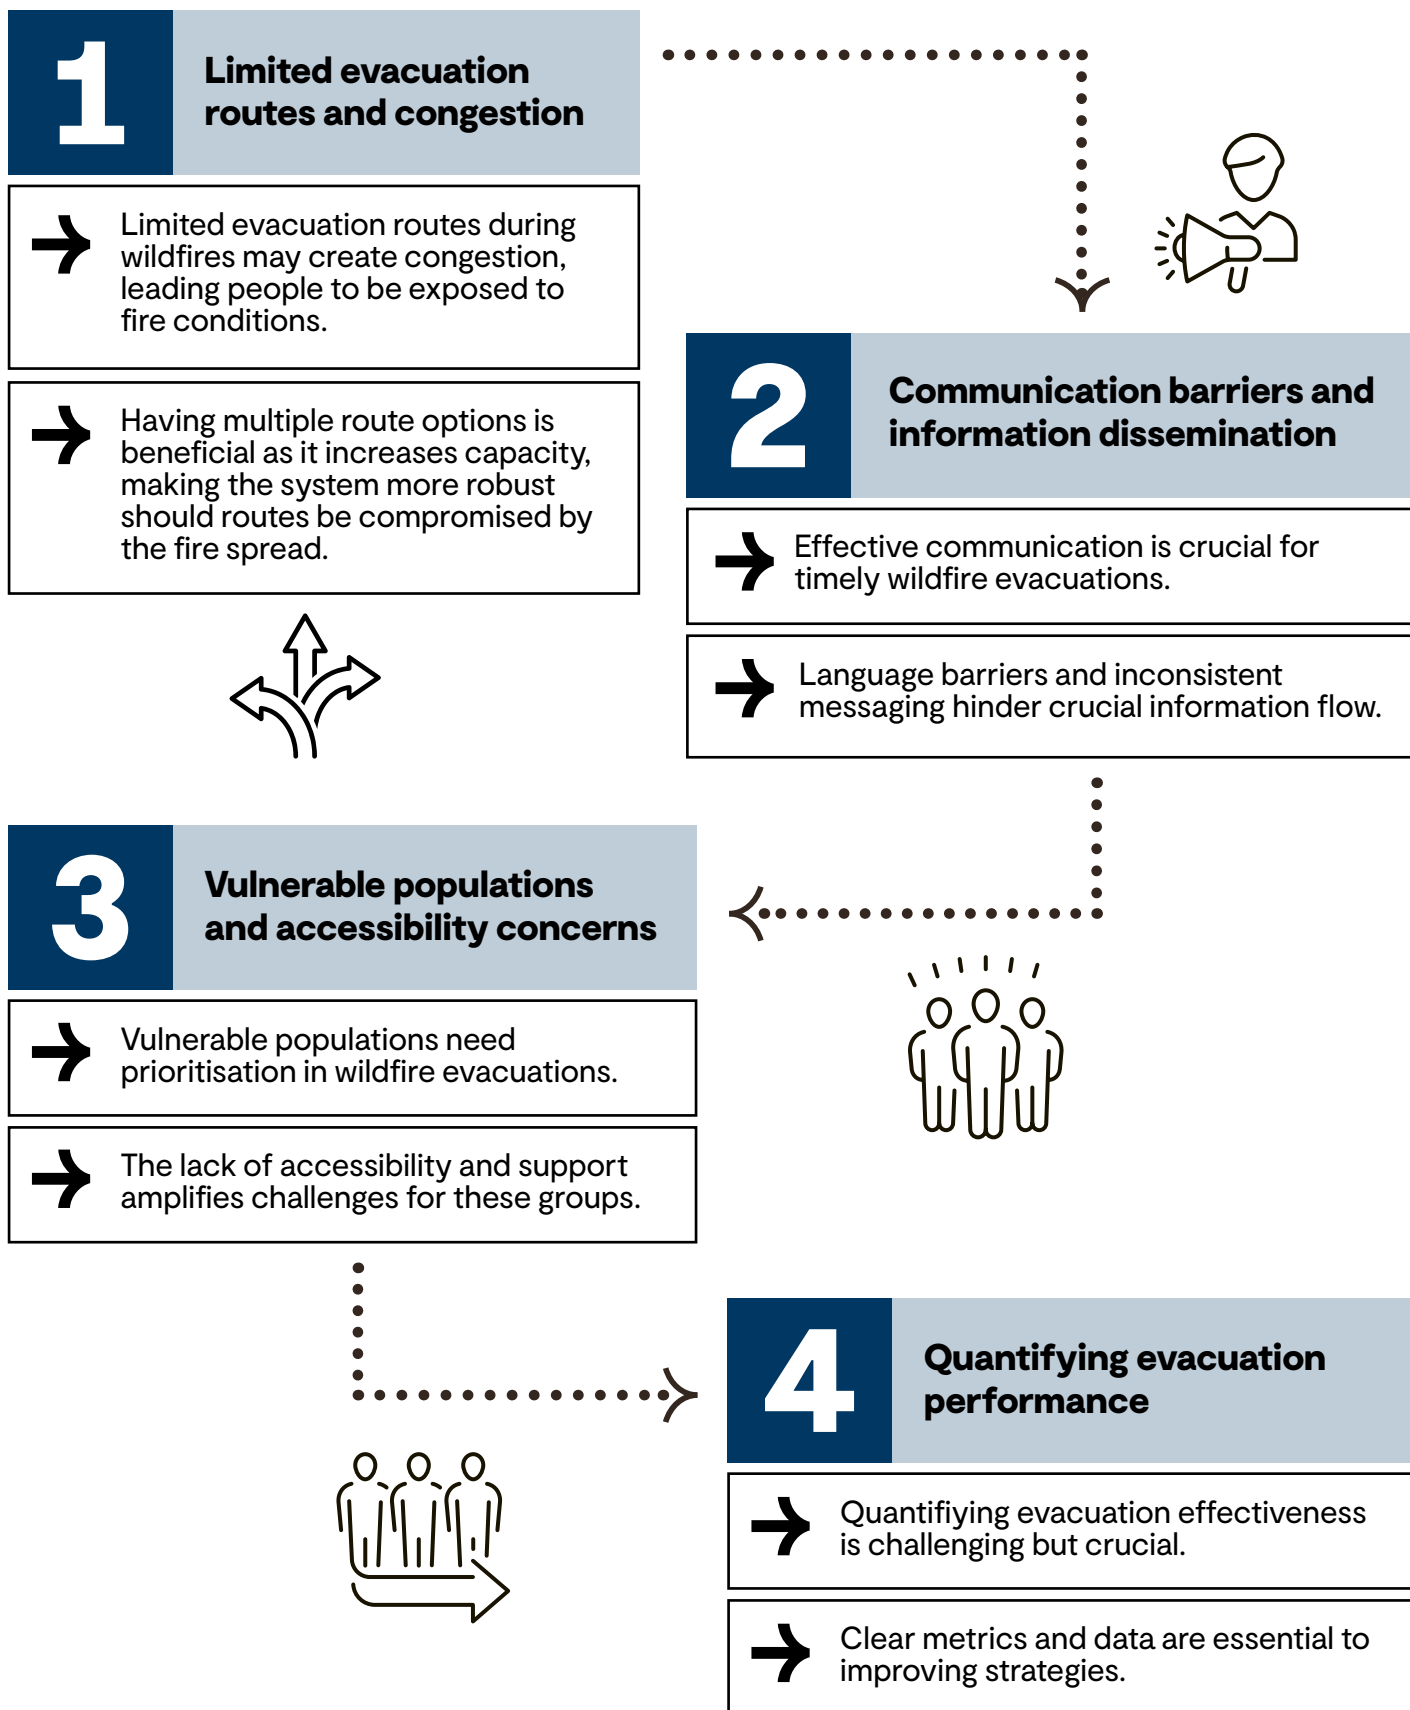 1
Limited evacuation
routes and congestion
Limited evacuation routes during
wildfires may create congestion,
leading people to be exposed to
fire conditions.
Having multiple route options is
beneficial as it increases capacity,
making the system more robust
should routes be compromised by
the fire spread.
2
Communication barriers and
information dissemination
Effective communication is crucial for
timely wildfire evacuations.
Language barriers and inconsistent
messaging hinder crucial information flow.
3
Vulnerable populations
and accessibility concerns
Vulnerable populations need
prioritisation in wildfire evacuations.
The lack of accessibility and support
amplifies challenges for these groups.
4
Quantifying evacuation
performance
Quantifiying evacuation effectiveness
is challenging but crucial.
Clear metrics and data are essential to
improving strategies.